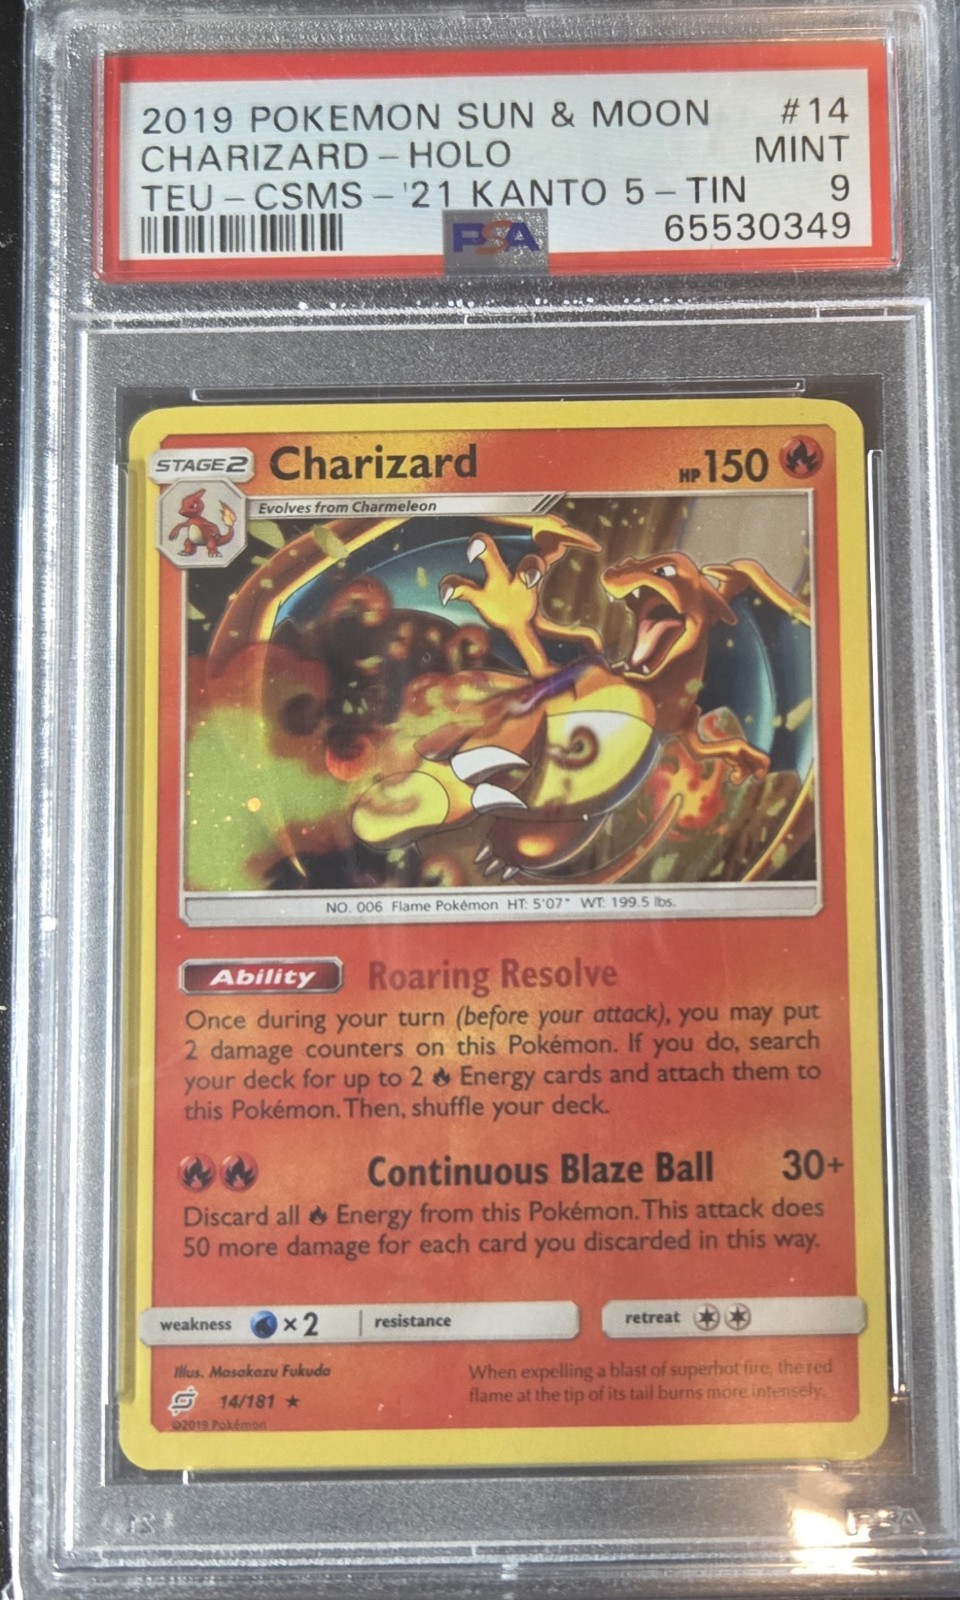 2019 POKEMON SUN & MOON #14
CHARIZARD-HOLO MINT
TEU-CSMS-'21 KANTO 5-TIN 9
65530349
PSA
STAGE2 Charizard HP150
Evolves from Charmeleon
NO. 006 Flame Pokémon HT: 5'07" WT: 199.5 lbs.
Ability Roaring Resolve
Once during your turn (before your attack), you may put
2 damage counters on this Pokémon. If you do, search
your deck for up to 2 Energy cards and attach them to
this Pokémon. Then, shuffle your deck.
Continuous Blaze Ball 30+
Discard all Energy from this Pokémon. This attack does
50 more damage for each card you discarded in this way.
weakness ×2 resistance retreat
Illus. Masakazu Fukuda
When expelling a blast of superhot fire, the red
flame at the tip of its tail burns more intensely.
14/181 ★
©2019 Pokémon
PSA